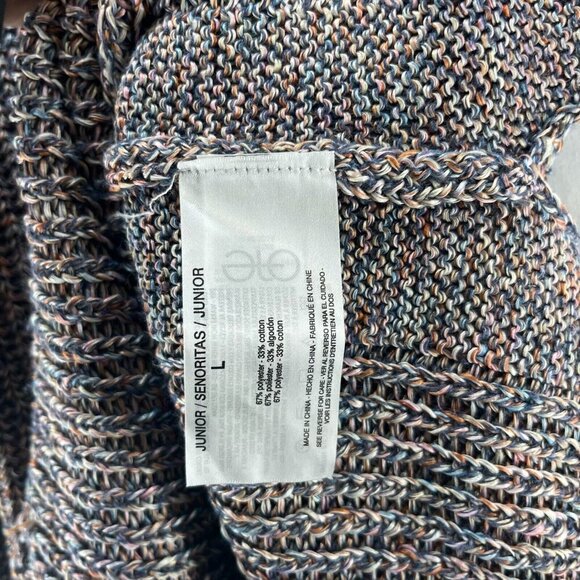 JUNIOR / SENORITAS / JUNIOR
L
67% polyester - 33% cotton
67% poliéster - 33% algodón
67% polyester - 33% coton
MADE IN CHINA - HECHO EN CHINA - FABRIQUÉ EN CHINE
SEE REVERSE FOR CARE - VER AL REVERSO PARA EL CUIDADO -
VOIR LES INSTRUCTIONS D'ENTRETIEN AU DOS